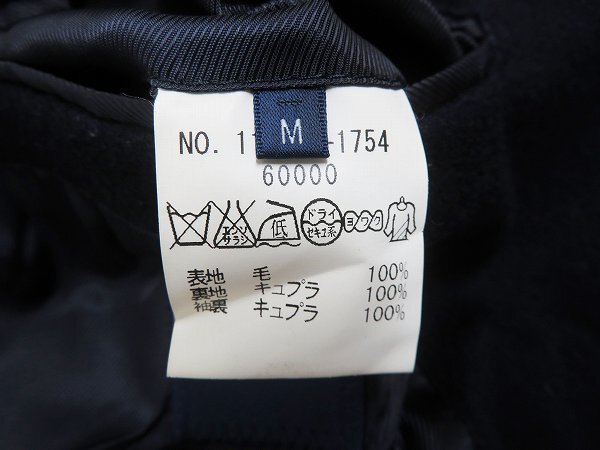 M
NO. 11 -1754
60000
エンソ サラシ 低 ドライ セキユ系 ヨワク
表地 毛 100%
裏地 キュプラ 100%
袖裏 キュプラ 100%